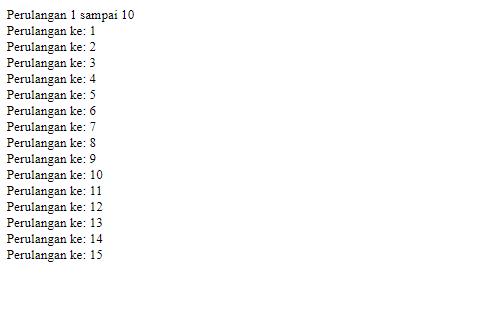 Perulangan 1 sampai 10
Perulangan ke: 1
Perulangan ke: 2
Perulangan ke: 3
Perulangan ke: 4
Perulangan ke: 5
Perulangan ke: 6
Perulangan ke: 7
Perulangan ke: 8
Perulangan ke: 9
Perulangan ke: 10
Perulangan ke: 11
Perulangan ke: 12
Perulangan ke: 13
Perulangan ke: 14
Perulangan ke: 15